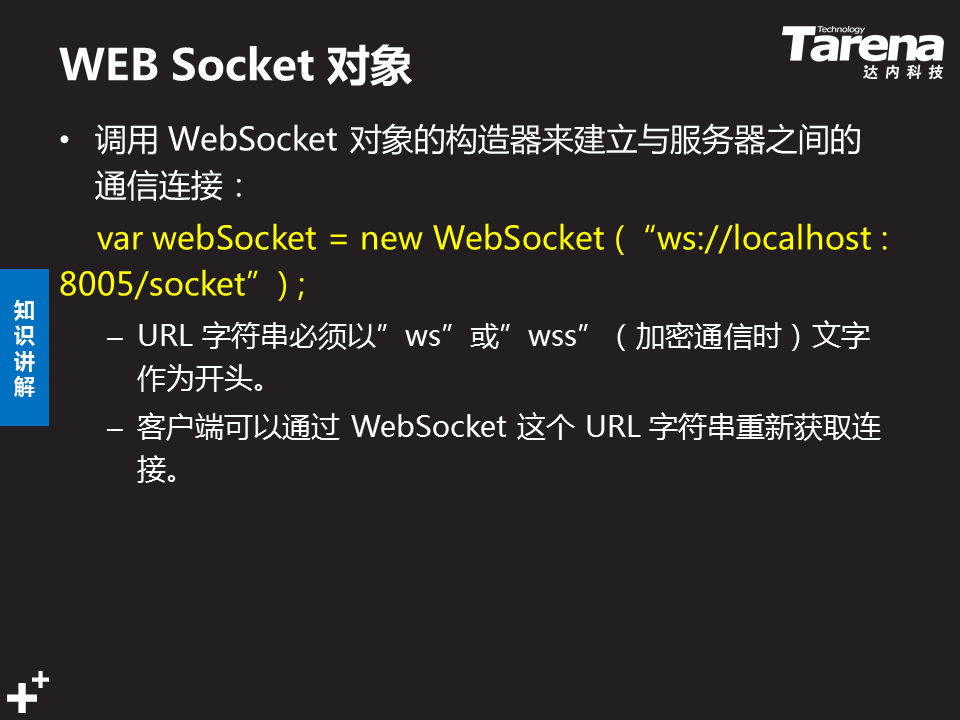 WEB Socket 对象
Technology
Tarena
达内科技
• 调用 WebSocket 对象的构造器来建立与服务器之间的
通信连接：
var webSocket = new WebSocket (“ws://localhost :
8005/socket” ) ;
– URL 字符串必须以”ws”或”wss”（加密通信时）文字
作为开头。
– 客户端可以通过 WebSocket 这个 URL 字符串重新获取连
接。
知
识
讲
解